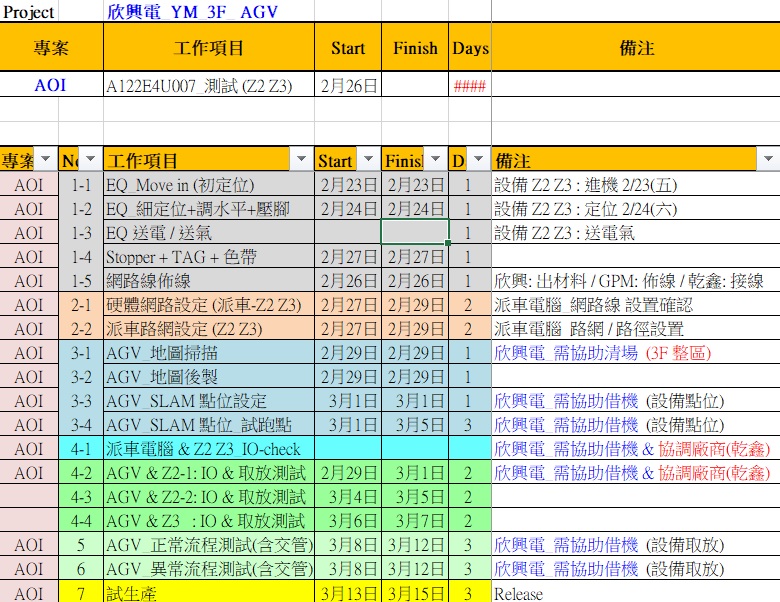 Project 欣興電_YM_3F_ AGV
專案 工作項目 Start Finish Days 備注
AOI A122E4U007_測試 (Z2 Z3) 2月26日 ####
專案 No 工作項目 Start Finish D 備注
AOI 1-1 EQ_Move in (初定位) 2月23日 2月23日 1 設備 Z2 Z3 : 進機 2/23(五)
AOI 1-2 EQ_細定位+調水平+壓腳 2月24日 2月24日 1 設備 Z2 Z3 : 定位 2/24(六)
AOI 1-3 EQ 送電 / 送氣 1 設備 Z2 Z3 : 送電氣
AOI 1-4 Stopper + TAG + 色帶 2月27日 2月27日 1
AOI 1-5 網路線佈線 2月26日 2月26日 1 欣興: 出材料 / GPM: 佈線 / 乾鑫: 接線
AOI 2-1 硬體網路設定 (派車-Z2 Z3) 2月27日 2月29日 2 派車電腦_網路線 設置確認
AOI 2-2 派車路網設定 (Z2 Z3) 2月27日 2月29日 2 派車電腦_路網 / 路徑設置
AOI 3-1 AGV_地圖掃描 2月29日 2月29日 1 欣興電_需協助清場 (3F 整區)
AOI 3-2 AGV_地圖後製 2月29日 2月29日 1
AOI 3-3 AGV_SLAM 點位設定 3月1日 3月1日 1 欣興電_需協助借機 (設備點位)
AOI 3-4 AGV_SLAM 點位_試跑點 3月1日 3月1日 3 欣興電_需協助借機 (設備點位)
AOI 4-1 派車電腦 & Z2 Z3_IO-check 欣興電_需協助借機 & 協調廠商(乾鑫)
AOI 4-2 AGV & Z2-1: IO & 取放測試 2月29日 3月1日 2 欣興電_需協助借機 & 協調廠商(乾鑫)
4-3 AGV & Z2-2: IO & 取放測試 3月4日 3月5日 2
4-4 AGV & Z3 : IO & 取放測試 3月6日 3月7日 2
AOI 5 AGV_正常流程測試(含交管) 3月8日 3月12日 3 欣興電_需協助借機 (設備取放)
AOI 6 AGV_異常流程測試(含交管) 3月8日 3月12日 3 欣興電_需協助借機 (設備取放)
AOI 7 試生產 3月13日 3月15日 3 Release